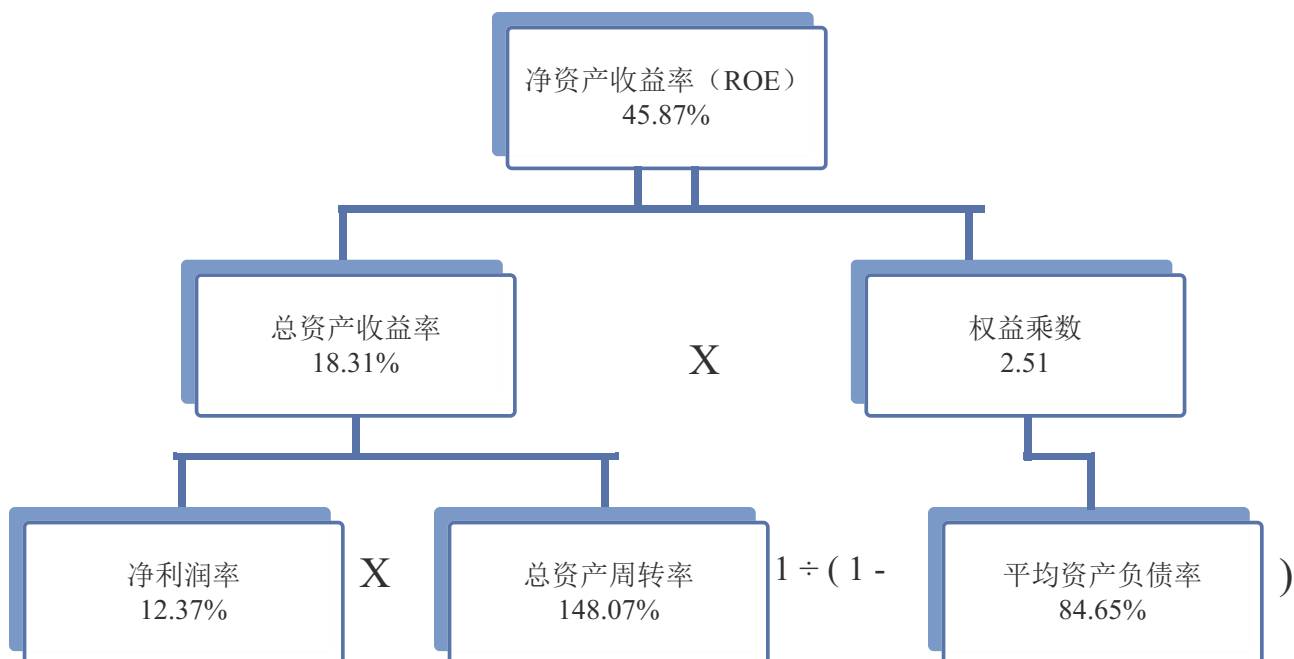 净资产收益率（ROE）
45.87%
总资产收益率
18.31%
X
权益乘数
2.51
净利润率
12.37%
X
总资产周转率
148.07%
1 ÷ ( 1 -
平均资产负债率
84.65%
)